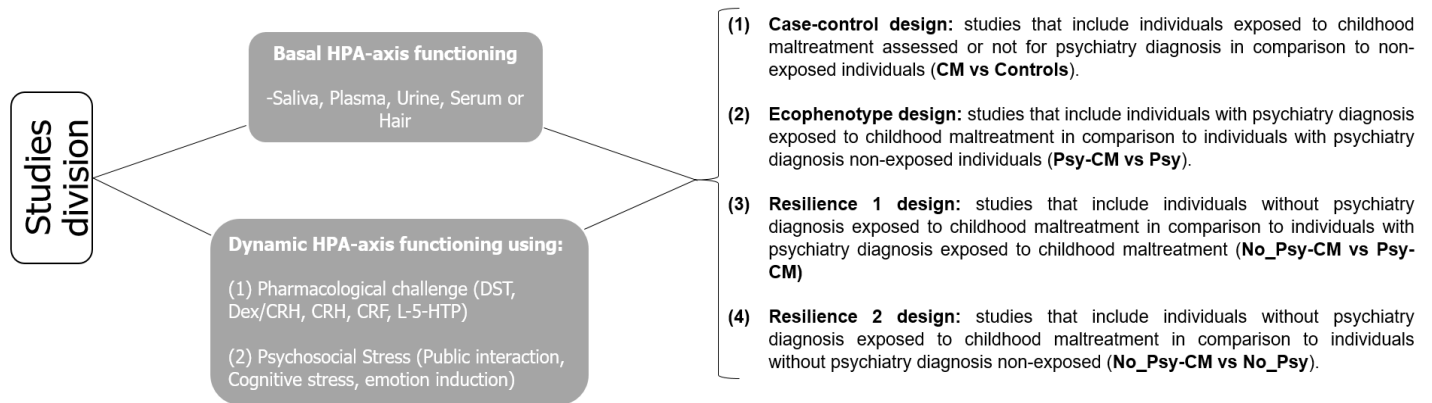 Studies
division
Basal HPA-axis functioning
-Saliva, Plasma, Urine, Serum or
Hair
Dynamic HPA-axis functioning using:
(1) Pharmacological challenge (DST,
Dex/CRH, CRH, CRF, L-5-HTP)
(2) Psychosocial Stress (Public interaction,
Cognitive stress, emotion induction)
(1) Case-control design: studies that include individuals exposed to childhood
maltreatment assessed or not for psychiatry diagnosis in comparison to non-
exposed individuals (CM vs Controls).
(2) Ecophenotype design: studies that include individuals with psychiatry diagnosis
exposed to childhood maltreatment in comparison to individuals with psychiatry
diagnosis non-exposed individuals (Psy-CM vs Psy).
(3) Resilience 1 design: studies that include individuals without psychiatry
diagnosis exposed to childhood maltreatment in comparison to individuals with
psychiatry diagnosis exposed to childhood maltreatment (No_Psy-CM vs Psy-
CM)
(4) Resilience 2 design: studies that include individuals without psychiatry
diagnosis exposed to childhood maltreatment in comparison to individuals
without psychiatry diagnosis non-exposed (No_Psy-CM vs No_Psy).